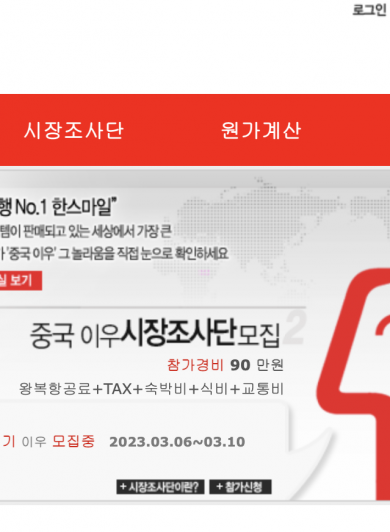 로그인
시장조사단 원가계산
행 No.1 한스마일"
템이 판매되고 있는 세상에서 가장 큰
가 '중국 이우' 그 놀라움을 직접 눈으로 확인하세요
실 보기
중국 이우시장조사단모집
참가경비 90 만원
왕복항공료+TAX+숙박비+식비+교통비
기 이우 모집중 2023.03.06~03.10
+ 시장조사단이란? + 참가신청